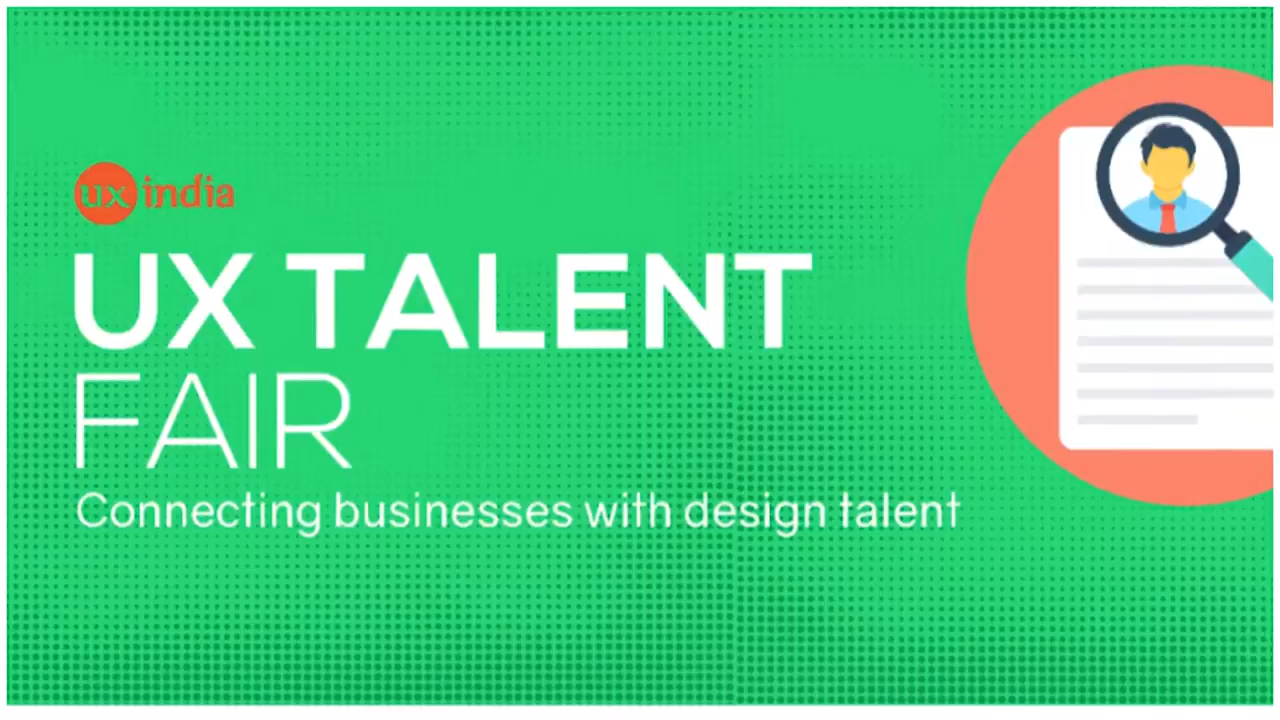 ux india
UX TALENT
FAIR
Connecting businesses with design talent